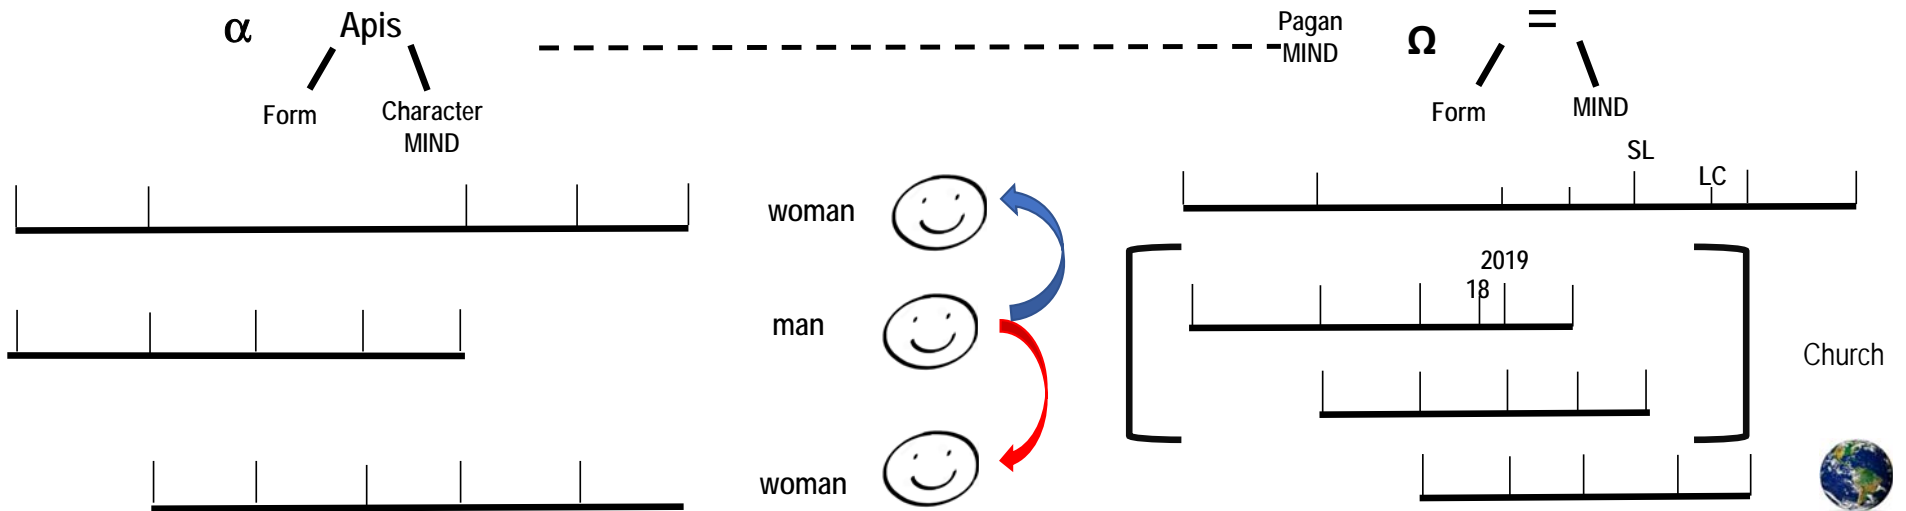 α
Apis
Form
Character
MIND
Pagan
MIND
Ω
=
Form
MIND
SL
LC
woman
man
woman
2019
18
Church